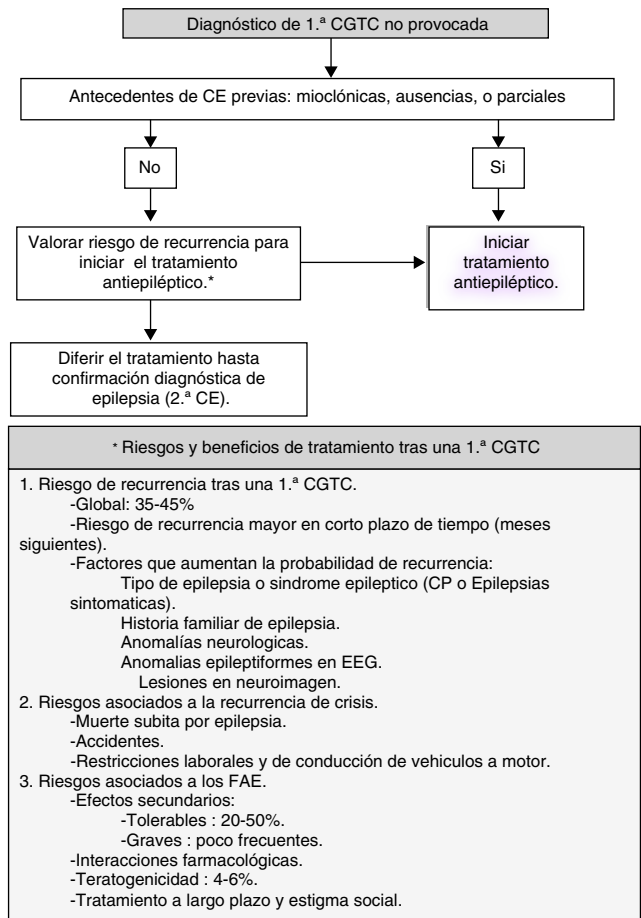 Diagnóstico de 1.ª CGTC no provocada
Antecedentes de CE previas: mioclónicas, ausencias, o parciales
No
Si
Valorar riesgo de recurrencia para
iniciar el tratamiento
antiepiléptico.*
Iniciar
tratamiento
antiepiléptico.
Diferir el tratamiento hasta
confirmación diagnóstica de
epilepsia (2.ª CE).
* Riesgos y beneficios de tratamiento tras una 1.ª CGTC
1. Riesgo de recurrencia tras una 1.ª CGTC.
-Global: 35-45%
-Riesgo de recurrencia mayor en corto plazo de tiempo (meses
siguientes).
-Factores que aumentan la probabilidad de recurrencia:
Tipo de epilepsia o sindrome epileptico (CP o Epilepsias
sintomaticas).
Historia familiar de epilepsia.
Anomalías neurologicas.
Anomalias epileptiformes en EEG.
Lesiones en neuroimagen.
2. Riesgos asociados a la recurrencia de crisis.
-Muerte subita por epilepsia.
-Accidentes.
-Restricciones laborales y de conducción de vehiculos a motor.
3. Riesgos asociados a los FAE.
-Efectos secundarios:
-Tolerables : 20-50%.
-Graves : poco frecuentes.
-Interacciones farmacológicas.
-Teratogenicidad : 4-6%.
-Tratamiento a largo plazo y estigma social.